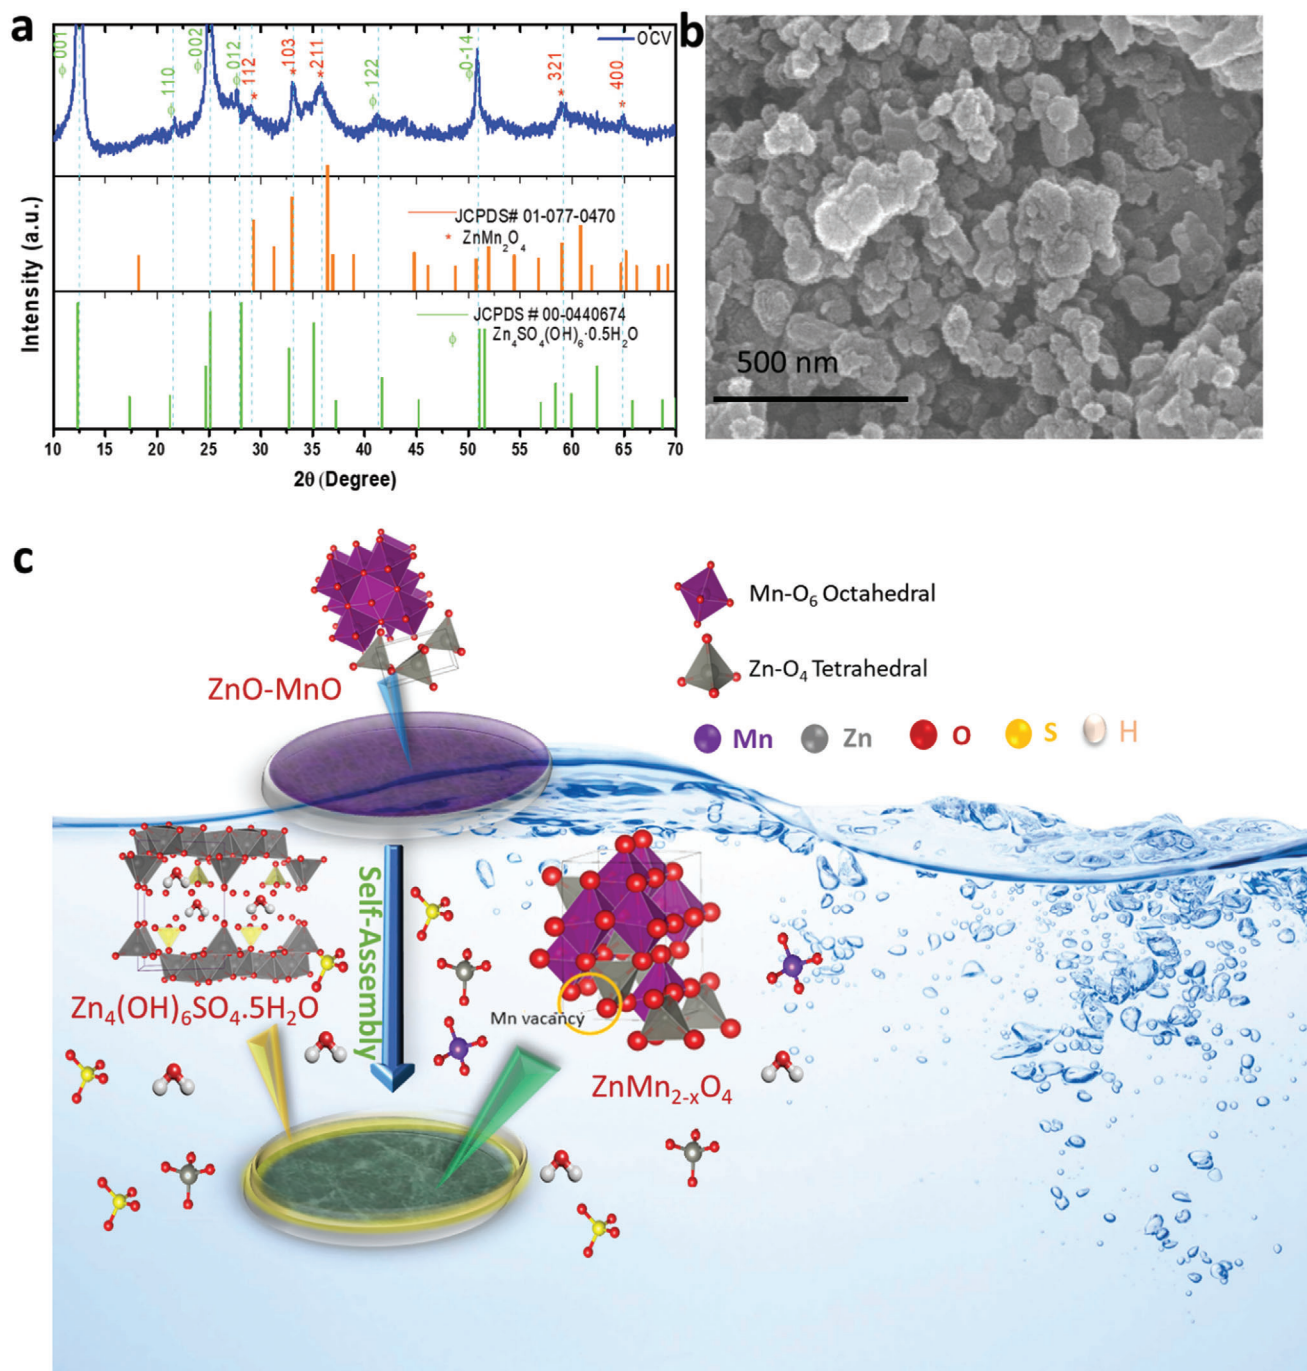 a
b
OCV
ϕ 001
ϕ 110
ϕ 002
ϕ 012
* 112
* 103
* 211
ϕ 122
ϕ 0-14
* 321
* 400
JCPDS# 01-077-0470
* ZnMn₂O₄
JCPDS # 00-0440674
ϕ Zn₄SO₄(OH)₆·0.5H₂O
Intensity (a.u.)
10 15 20 25 30 35 40 45 50 55 60 65 70
2θ (Degree)
500 nm
c
Mn-O₆ Octahedral
Zn-O₄ Tetrahedral
ZnO-MnO
Mn Zn O S H
Self-Assembly
Zn₄(OH)₆SO₄.5H₂O
Mn vacancy
ZnMn₂₋ₓO₄